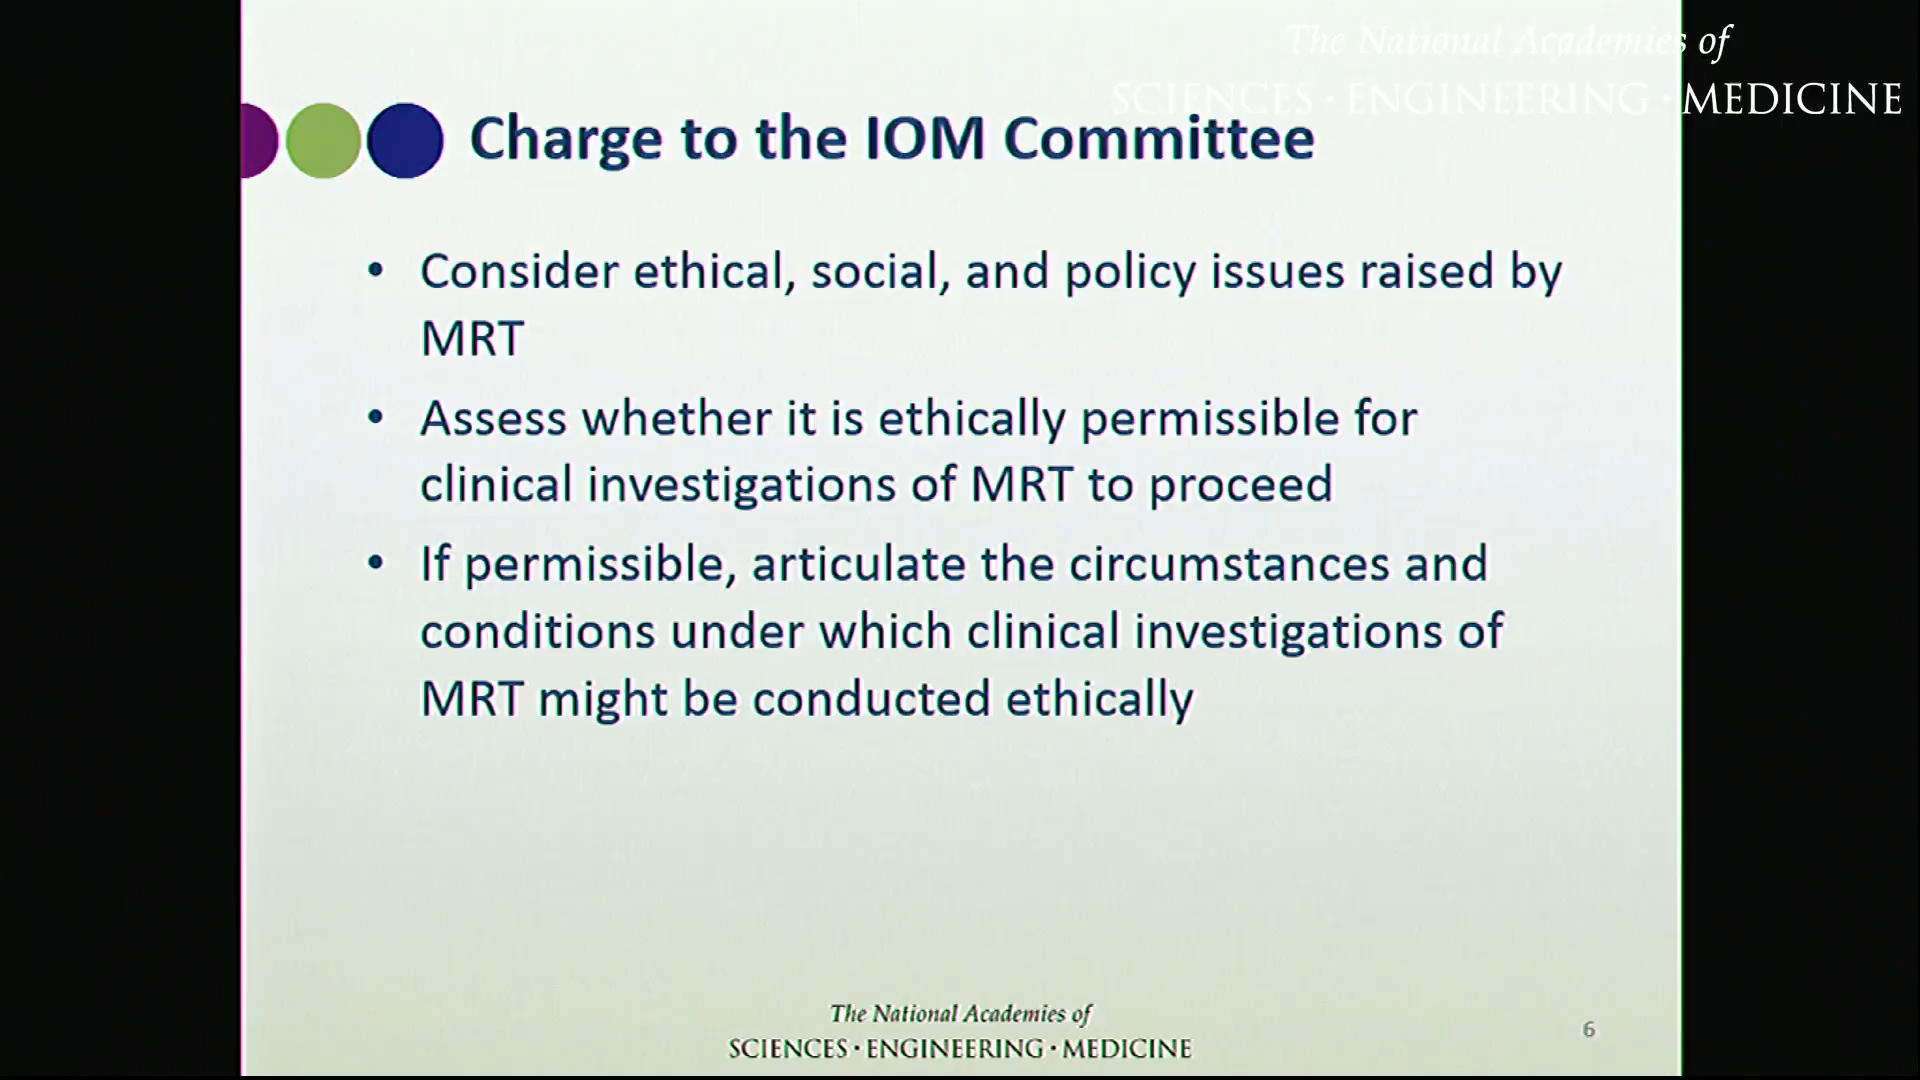 The National Academies of
SCIENCES · ENGINEERING · MEDICINE
Charge to the IOM Committee
• Consider ethical, social, and policy issues raised by
MRT
• Assess whether it is ethically permissible for
clinical investigations of MRT to proceed
• If permissible, articulate the circumstances and
conditions under which clinical investigations of
MRT might be conducted ethically
The National Academies of
SCIENCES · ENGINEERING · MEDICINE
6